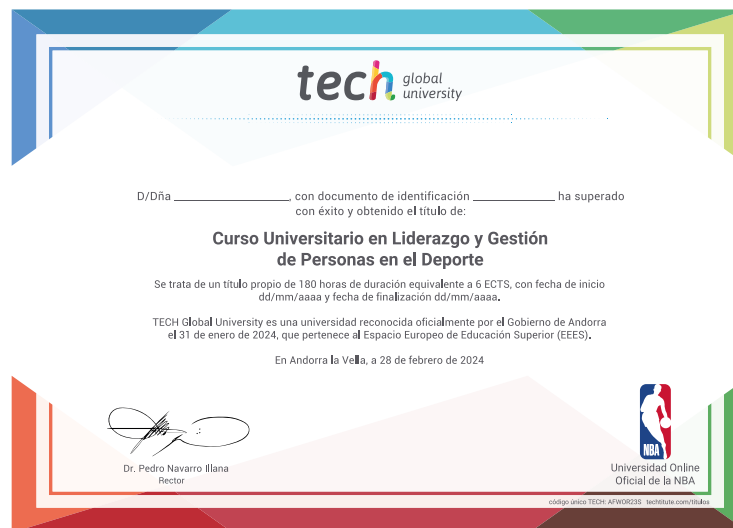 tech global
university
D/Dña ______________, con documento de identificación __________ ha superado
con éxito y obtenido el título de:
Curso Universitario en Liderazgo y Gestión
de Personas en el Deporte
Se trata de un título propio de 180 horas de duración equivalente a 6 ECTS, con fecha de inicio
dd/mm/aaaa y fecha de finalización dd/mm/aaaa.
TECH Global University es una universidad reconocida oficialmente por el Gobierno de Andorra
el 31 de enero de 2024, que pertenece al Espacio Europeo de Educación Superior (EEES).
En Andorra la Vella, a 28 de febrero de 2024
Dr. Pedro Navarro Illana
Rector
NBA
Universidad Online
Oficial de la NBA
código único TECH: AFWOR23S techtitute.com/titulos